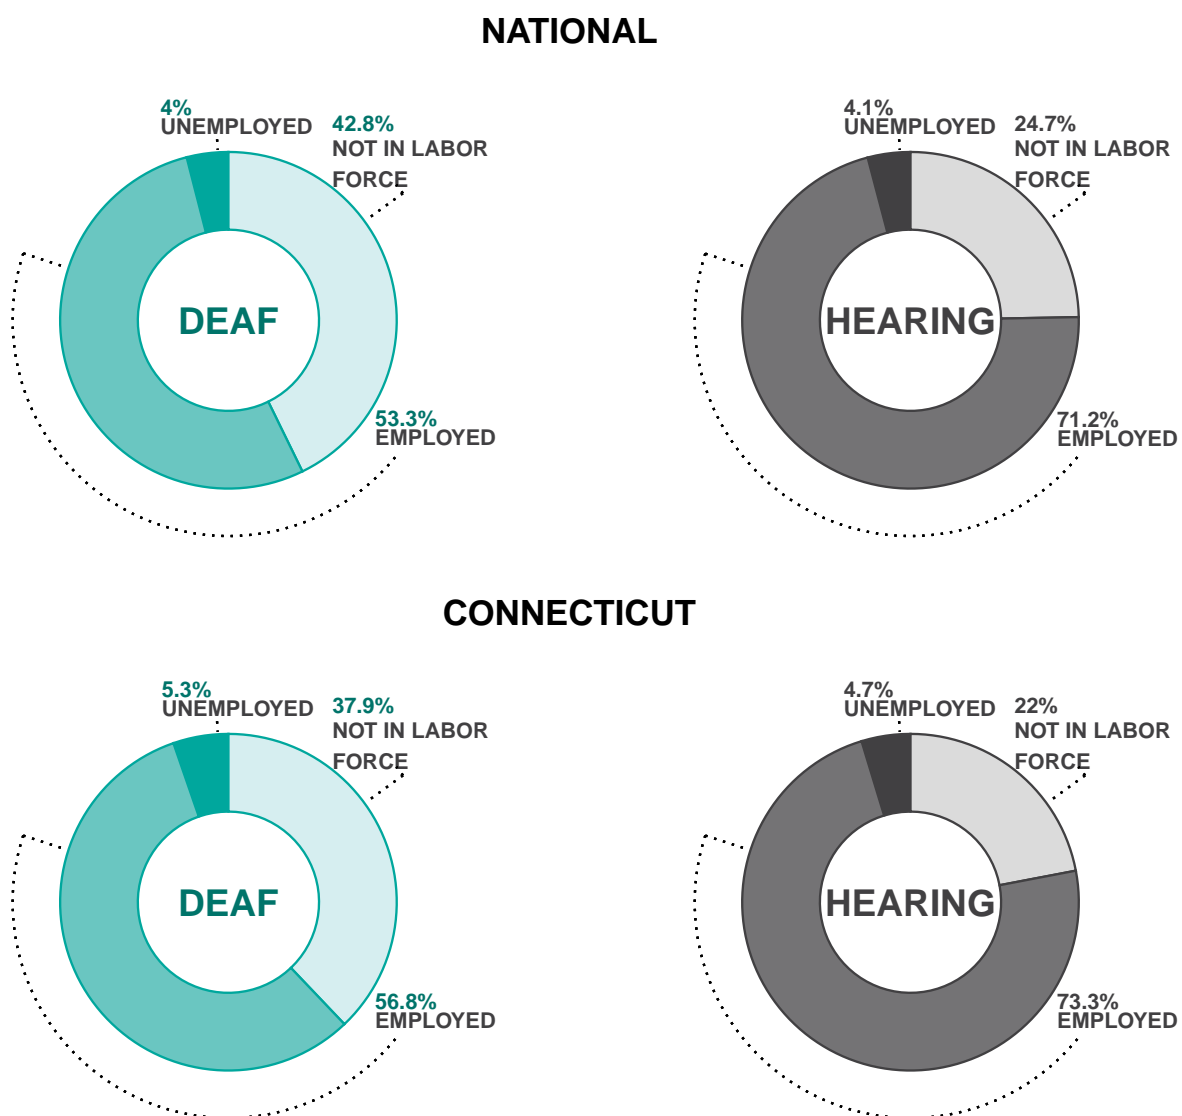 NATIONAL
4%
UNEMPLOYED
42.8%
NOT IN LABOR
FORCE
DEAF
53.3%
EMPLOYED
4.1%
UNEMPLOYED
24.7%
NOT IN LABOR
FORCE
HEARING
71.2%
EMPLOYED
CONNECTICUT
5.3%
UNEMPLOYED
37.9%
NOT IN LABOR
FORCE
DEAF
56.8%
EMPLOYED
4.7%
UNEMPLOYED
22%
NOT IN LABOR
FORCE
HEARING
73.3%
EMPLOYED